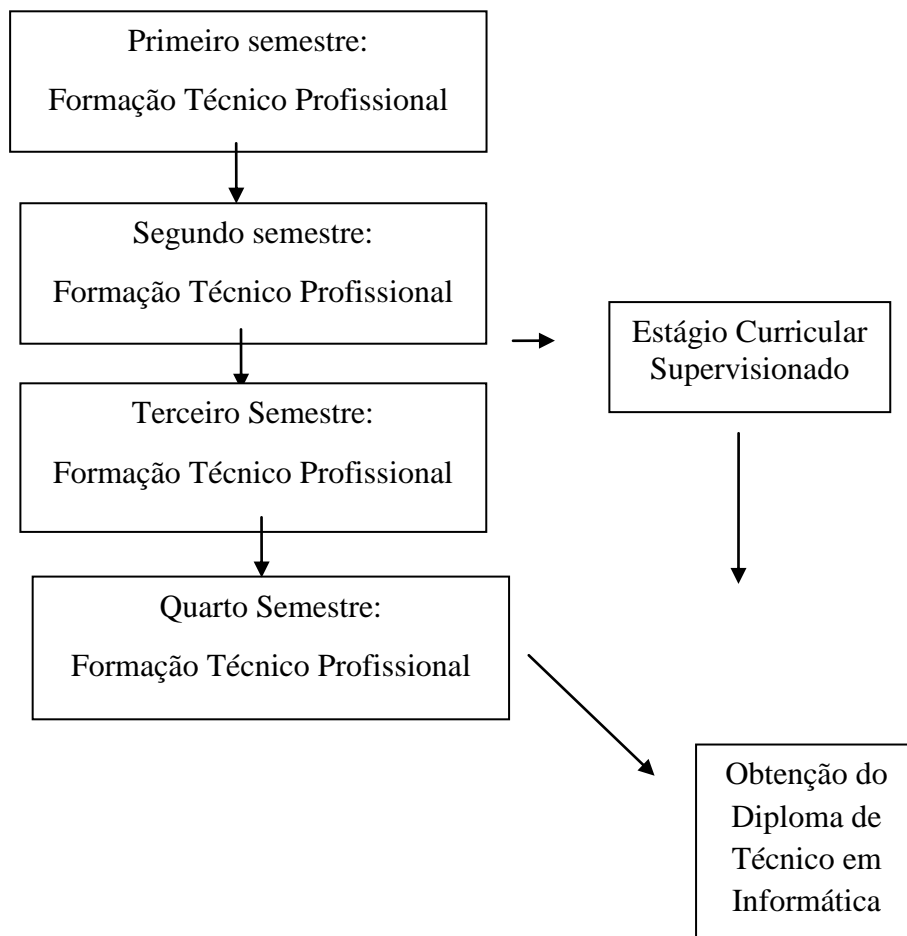 Primeiro semestre:
Formação Técnico Profissional
Segundo semestre:
Formação Técnico Profissional
Estágio Curricular
Supervisionado
Terceiro Semestre:
Formação Técnico Profissional
Quarto Semestre:
Formação Técnico Profissional
Obtenção do
Diploma de
Técnico em
Informática